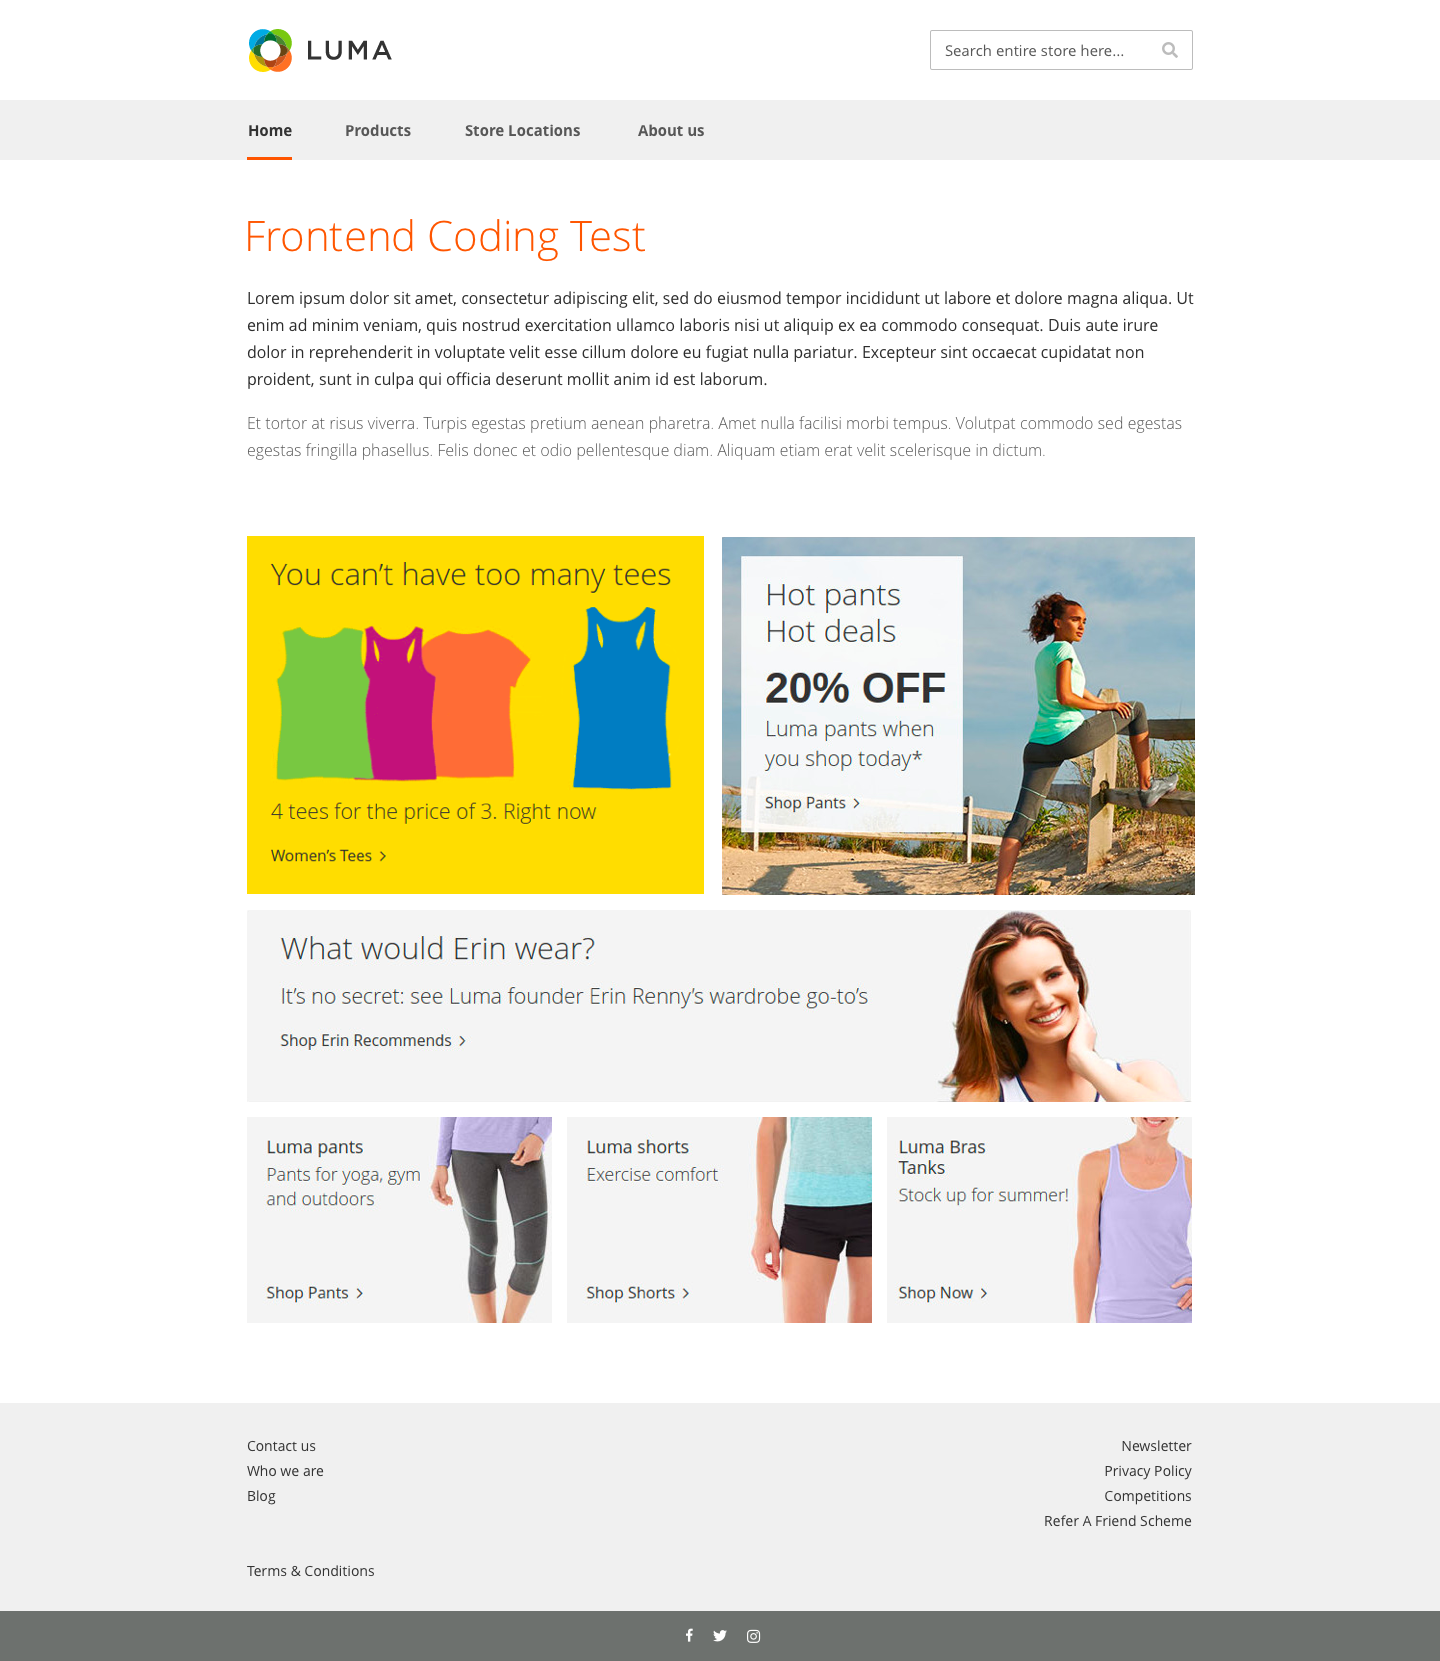 LUMA
Search entire store here...
Home
Products
Store Locations
About us
Frontend Coding Test
Lorem ipsum dolor sit amet, consectetur adipiscing elit, sed do eiusmod tempor incididunt ut labore et dolore magna aliqua. Ut
enim ad minim veniam, quis nostrud exercitation ullamco laboris nisi ut aliquip ex ea commodo consequat. Duis aute irure
dolor in reprehenderit in voluptate velit esse cillum dolore eu fugiat nulla pariatur. Excepteur sint occaecat cupidatat non
proident, sunt in culpa qui officia deserunt mollit anim id est laborum.
Et tortor at risus viverra. Turpis egestas pretium aenean pharetra. Amet nulla facilisi morbi tempus. Volutpat commodo sed egestas
egestas fringilla phasellus. Felis donec et odio pellentesque diam. Aliquam etiam erat velit scelerisque in dictum.
You can't have too many tees
4 tees for the price of 3. Right now
Women's Tees >
Hot pants
Hot deals
20% OFF
Luma pants when
you shop today*
Shop Pants >
What would Erin wear?
It's no secret: see Luma founder Erin Renny's wardrobe go-to's
Shop Erin Recommends >
Luma pants
Pants for yoga, gym
and outdoors
Shop Pants >
Luma shorts
Exercise comfort
Shop Shorts >
Luma Bras
Tanks
Stock up for summer!
Shop Now >
Contact us
Who we are
Blog
Terms & Conditions
Newsletter
Privacy Policy
Competitions
Refer A Friend Scheme